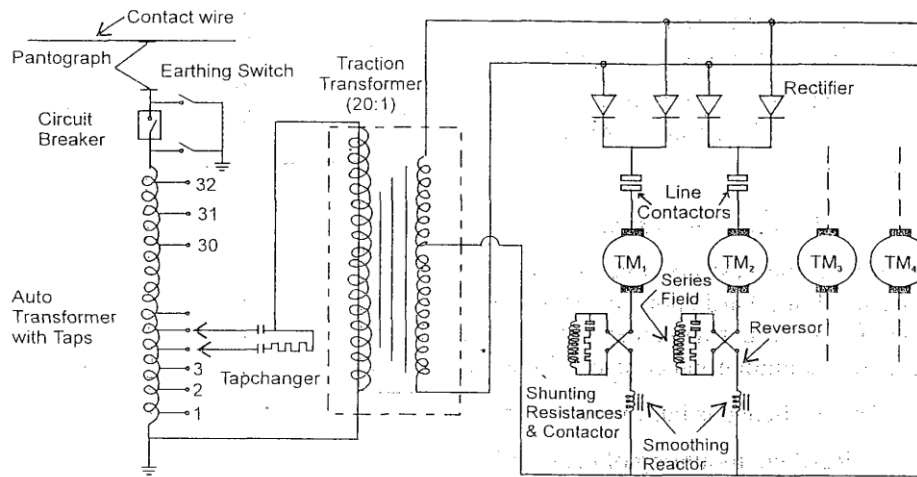 Contact wire
Pantograph
Earthing Switch
Circuit
Breaker
Traction
Transformer
(20:1)
Rectifier
32
31
30
Line
Contactors
TM1
TM2
TM3
TM4
Auto
Transformer
with Taps
Series
Field
Reversor
3
2
1
Tapchanger
Shunting
Resistances
& Contactor
Smoothing
Reactor